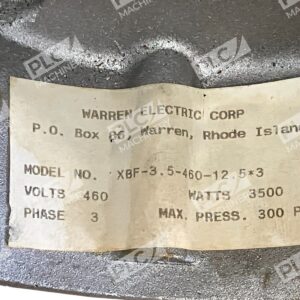 WARREN ELECTRIC CORP
P.O. Box 86, Warren, Rhode Island
MODEL NO. XBF-3.5-460-12.5*3
VOLTS 460 WATTS 3500
PHASE 3 MAX. PRESS. 300 P